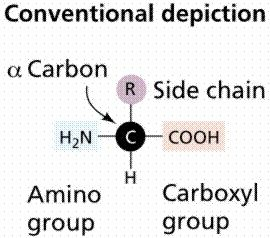 Conventional depiction
α Carbon
R Side chain
H₂N C COOH
H
Amino Carboxyl
group group